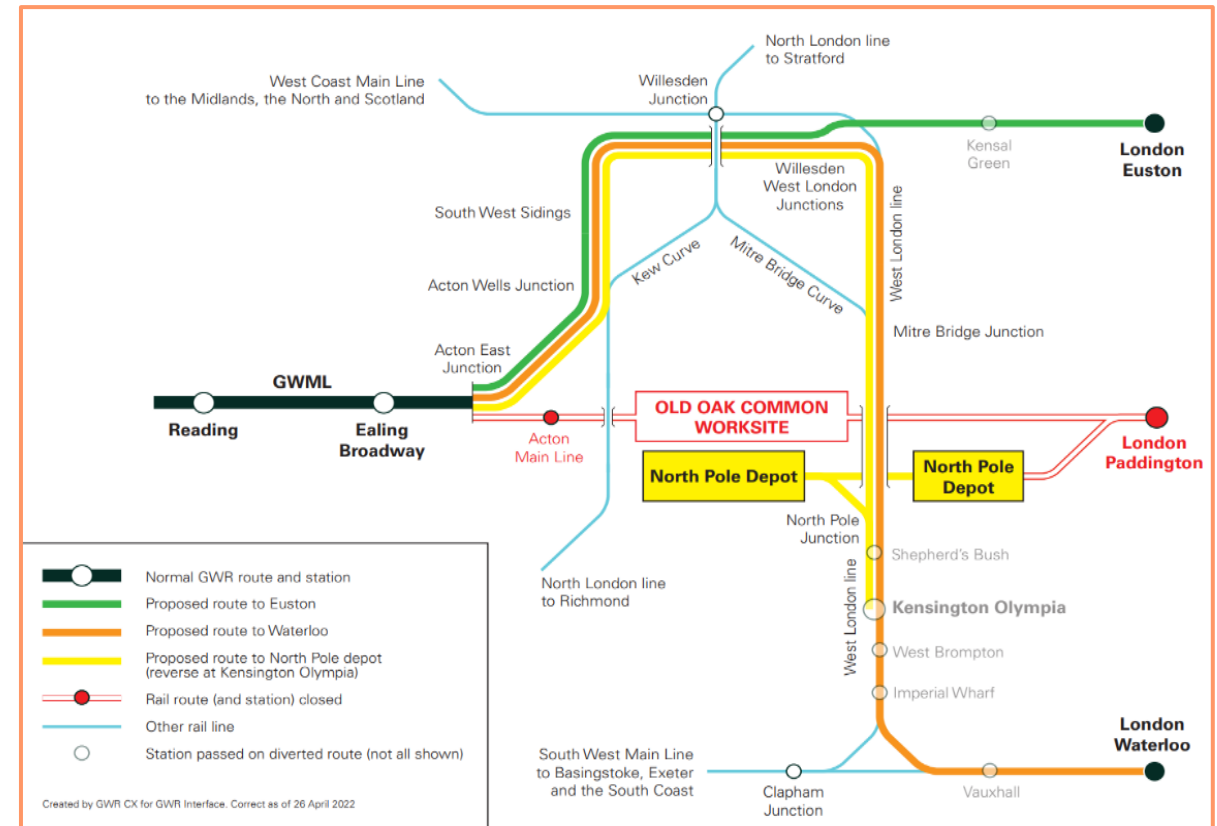 North London line
to Stratford
West Coast Main Line
to the Midlands, the North and Scotland
Willesden
Junction
Kensal
Green
London
Euston
Willesden
West London
Junctions
South West Sidings
West London line
Kew Curve
Mitre Bridge Curve
Acton Wells Junction
Mitre Bridge Junction
Acton East
Junction
GWML
Reading
Ealing
Broadway
Acton
Main Line
OLD OAK COMMON
WORKSITE
London
Paddington
North Pole Depot
North Pole
Depot
North Pole
Junction
Shepherd's Bush
North London line
to Richmond
West London line
Kensington Olympia
West Brompton
Imperial Wharf
London
Waterloo
South West Main Line
to Basingstoke, Exeter
and the South Coast
Clapham
Junction
Vauxhall
Normal GWR route and station
Proposed route to Euston
Proposed route to Waterloo
Proposed route to North Pole depot
(reverse at Kensington Olympia)
Rail route (and station) closed
Other rail line
Station passed on diverted route (not all shown)
Created by GWR CX for GWR Interface. Correct as of 26 April 2022